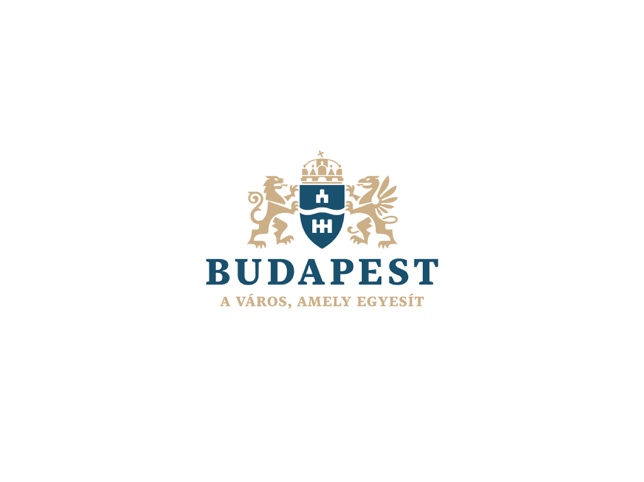 BUDAPEST
A VÁROS, AMELY EGYESÍT